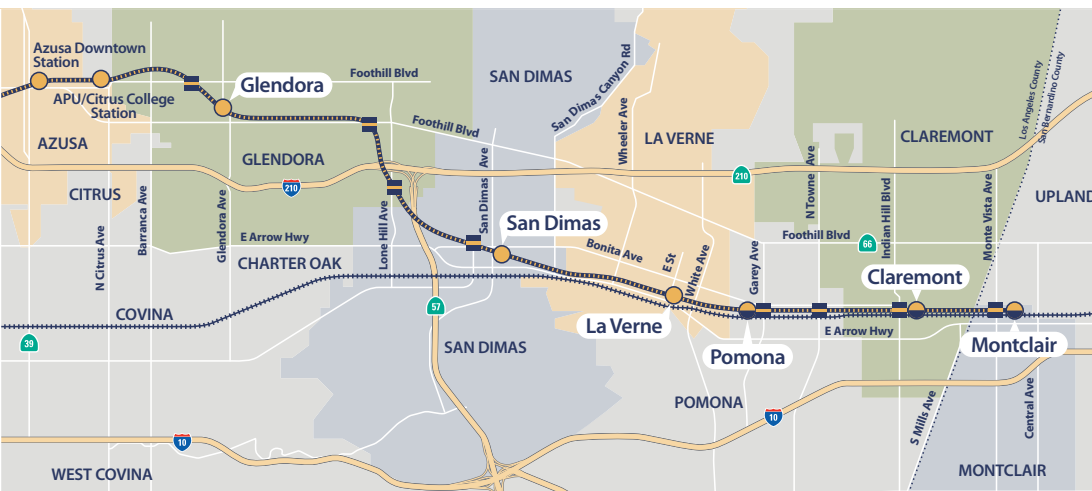 Azusa Downtown
Station
APU/Citrus College
Station
Glendora
Foothill Blvd
SAN DIMAS
San Dimas Canyon Rd
Wheeler Ave
Foothill Blvd
LA VERNE
CLAREMONT
Los Angeles County
San Bernardino County
AZUSA
GLENDORA
210
210
CITRUS
UPLAND
N Citrus Ave
Barranca Ave
Glendora Ave
E Arrow Hwy
Lone Hill Ave
San Dimas Ave
San Dimas
Bonita Ave
E St
White Ave
Garey Ave
N Towne Ave
Foothill Blvd
66
Indian Hill Blvd
Monte Vista Ave
CHARTER OAK
Claremont
COVINA
57
La Verne
E Arrow Hwy
39
SAN DIMAS
Pomona
Montclair
POMONA
10
10
S Mills Ave
Central Ave
WEST COVINA
MONTCLAIR